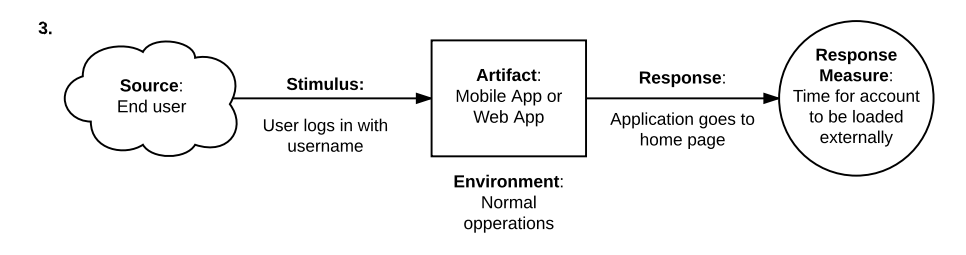 3.
Source:
End user
Stimulus:
User logs in with
username
Artifact:
Mobile App or
Web App
Environment:
Normal
opperations
Response:
Application goes to
home page
Response
Measure:
Time for account
to be loaded
externally